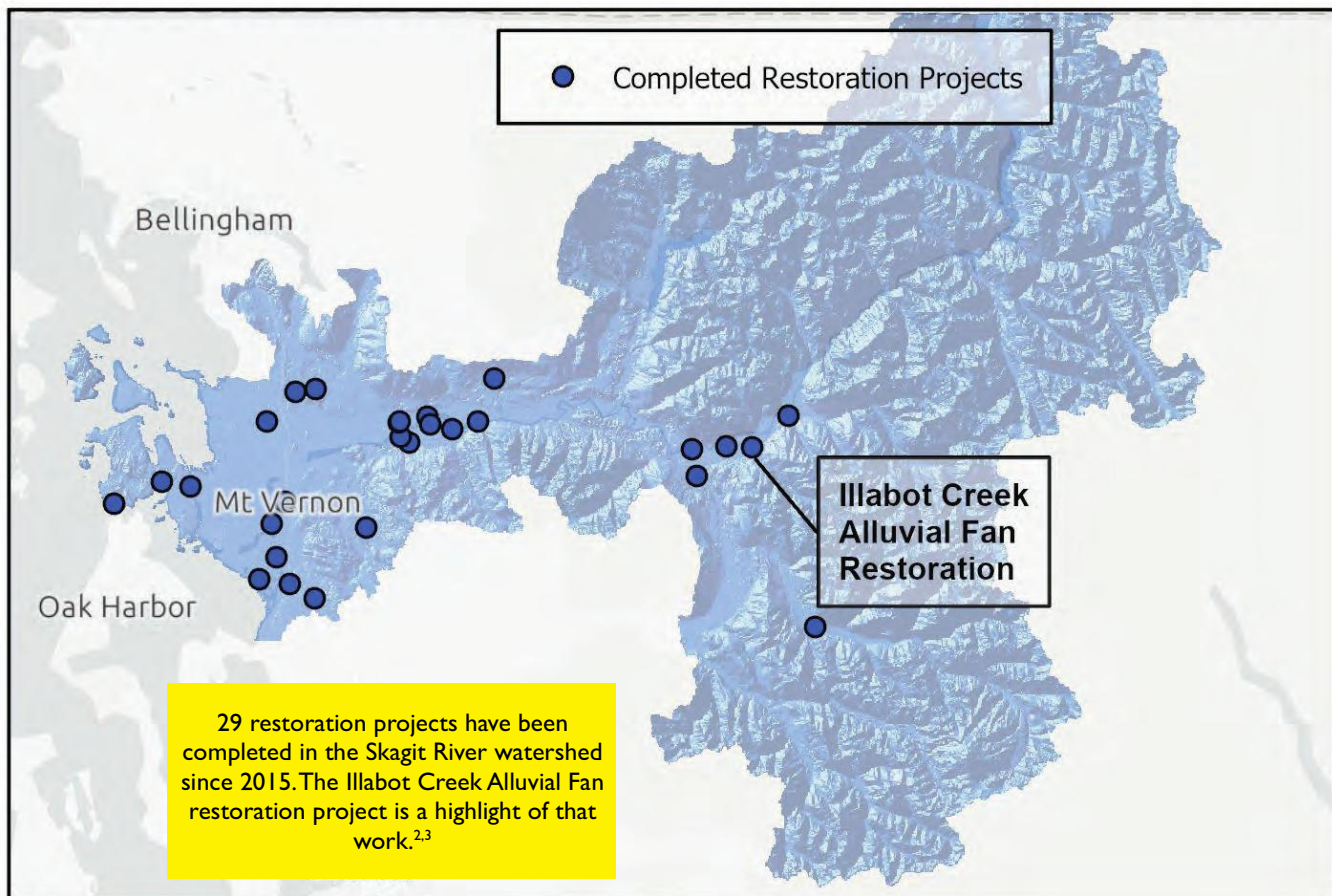 Completed Restoration Projects
Bellingham
Mt Vernon
Illabot Creek
Alluvial Fan
Restoration
Oak Harbor
29 restoration projects have been
completed in the Skagit River watershed
since 2015. The Illabot Creek Alluvial Fan
restoration project is a highlight of that
work.2,3